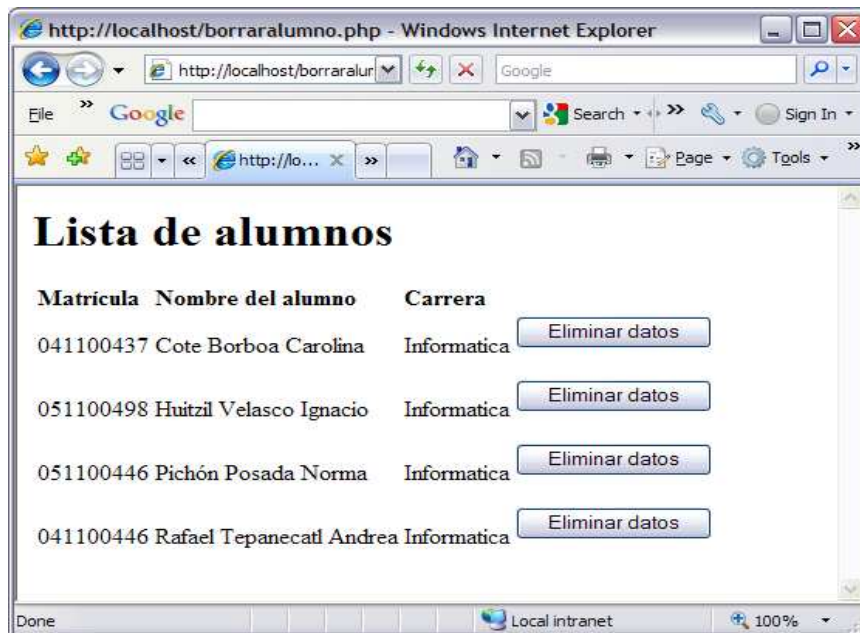 http://localhost/borraralumno.php - Windows Internet Explorer
http://localhost/borraralur
Google
File » Google Search » Sign In
« http://lo... » Page Tools »
Lista de alumnos
Matrícula Nombre del alumno Carrera
041100437 Cote Borboa Carolina Informatica Eliminar datos
051100498 Huitzil Velasco Ignacio Informatica Eliminar datos
051100446 Pichón Posada Norma Informatica Eliminar datos
041100446 Rafael Tepanecatl Andrea Informatica Eliminar datos
Done Local intranet 100%